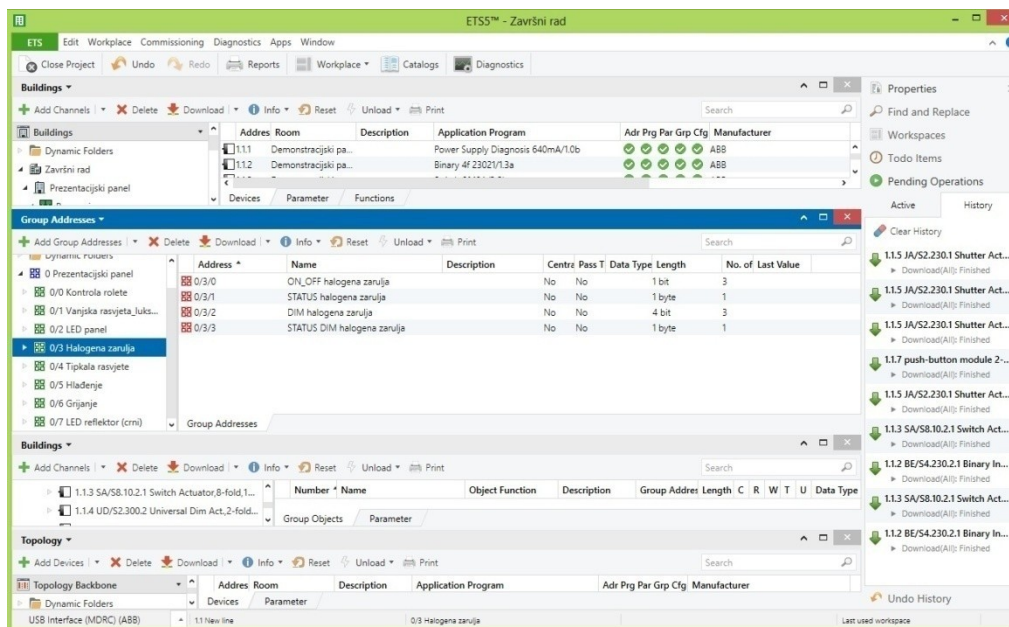 ETS5™ - Završni rad
ETS Edit Workplace Commissioning Diagnostics Apps Window
Close Project Undo Redo Reports Workplace Catalogs Diagnostics
Buildings
Add Channels Delete Download Info Reset Unload Print Search
Buildings
Dynamic Folders
Završni rad
Prezentacijski panel
Addres Room Description Application Program Adr Prg Par Grp Cfg Manufacturer
1.1.1 Demonstracijski pa... Power Supply Diagnosis 640mA/1.0b ABB
1.1.2 Demonstracijski pa... Binary 4f 23021/1.3a ABB
Devices Parameter Functions
Group Addresses
Add Group Addresses Delete Download Info Reset Unload Print Search
Dynamic Folders
0 Prezentacijski panel
0/0 Kontrola rolete
0/1 Vanjska rasvjeta_luks...
0/2 LED panel
0/3 Halogena zarulja
0/4 Tipkala rasvjete
0/5 Hlađenje
0/6 Grijanje
0/7 LED reflektor (crni)
Address Name Description Centra Pass T Data Type Length No. of Last Value
0/3/0 ON_OFF halogena zarulja No No 1 bit 3
0/3/1 STATUS halogena zarulja No No 1 byte 1
0/3/2 DIM halogena zarulja No No 4 bit 3
0/3/3 STATUS DIM halogena zarulja No No 1 byte 1
Group Addresses
Buildings
Add Channels Delete Download Info Reset Unload Print Search
1.1.3 SA/S8.10.2.1 Switch Actuator,8-fold,1...
1.1.4 UD/S2.300.2 Universal Dim Act.,2-fold...
Number Name Object Function Description Group Addres Length C R W T U Data Type
Group Objects Parameter
Topology
Add Devices Delete Download Info Reset Unload Print Search
Topology Backbone
Dynamic Folders
Addres Room Description Application Program Adr Prg Par Grp Cfg Manufacturer
Devices Parameter
USB Interface (MDRC) (ABB) 1.1 New line 0/3 Halogena zarulja Last used workspace
Properties
Find and Replace
Workspaces
Todo Items
Pending Operations
Active History
Clear History
1.1.5 JA/S2.230.1 Shutter Act...
Download(All): Finished
1.1.5 JA/S2.230.1 Shutter Act...
Download(All): Finished
1.1.5 JA/S2.230.1 Shutter Act...
Download(All): Finished
1.1.7 push-button module 2-...
Download(All): Finished
1.1.5 JA/S2.230.1 Shutter Act...
Download(All): Finished
1.1.3 SA/S8.10.2.1 Switch Act...
Download(All): Finished
1.1.2 BE/S4.230.2.1 Binary In...
Download(All): Finished
1.1.3 SA/S8.10.2.1 Switch Act...
Download(All): Finished
1.1.2 BE/S4.230.2.1 Binary In...
Download(All): Finished
Undo History